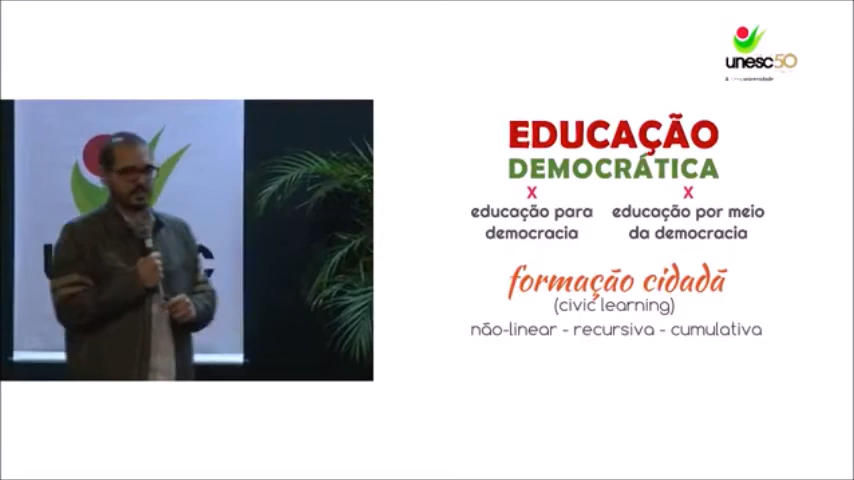 unesc50
EDUCAÇÃO
DEMOCRÁTICA
X X
educação para educação por meio
democracia da democracia
formação cidadã
(civic learning)
não-linear - recursiva - cumulativa